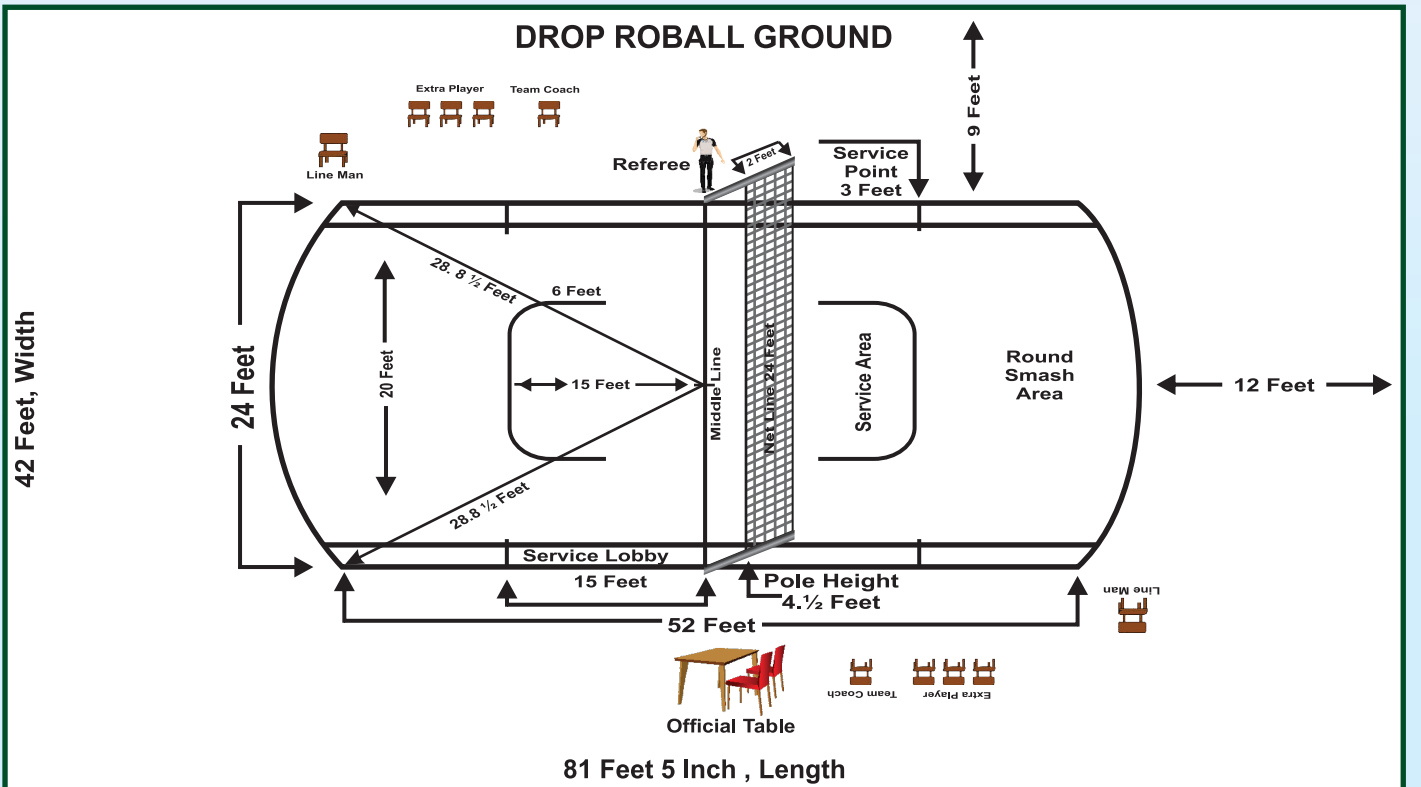 DROP ROBALL GROUND
Extra Player
Team Coach
Line Man
Referee
2 Feet
Service
Point
3 Feet
9 Feet
28. 8 ½ Feet
6 Feet
42 Feet, Width
24 Feet
20 Feet
15 Feet
Middle Line
Net Line 24 Feet
Service Area
Round
Smash
Area
12 Feet
28.8 ½ Feet
Service Lobby
15 Feet
Pole Height
4.½ Feet
52 Feet
Line Man
Team Coach
Extra Player
Official Table
81 Feet 5 Inch , Length